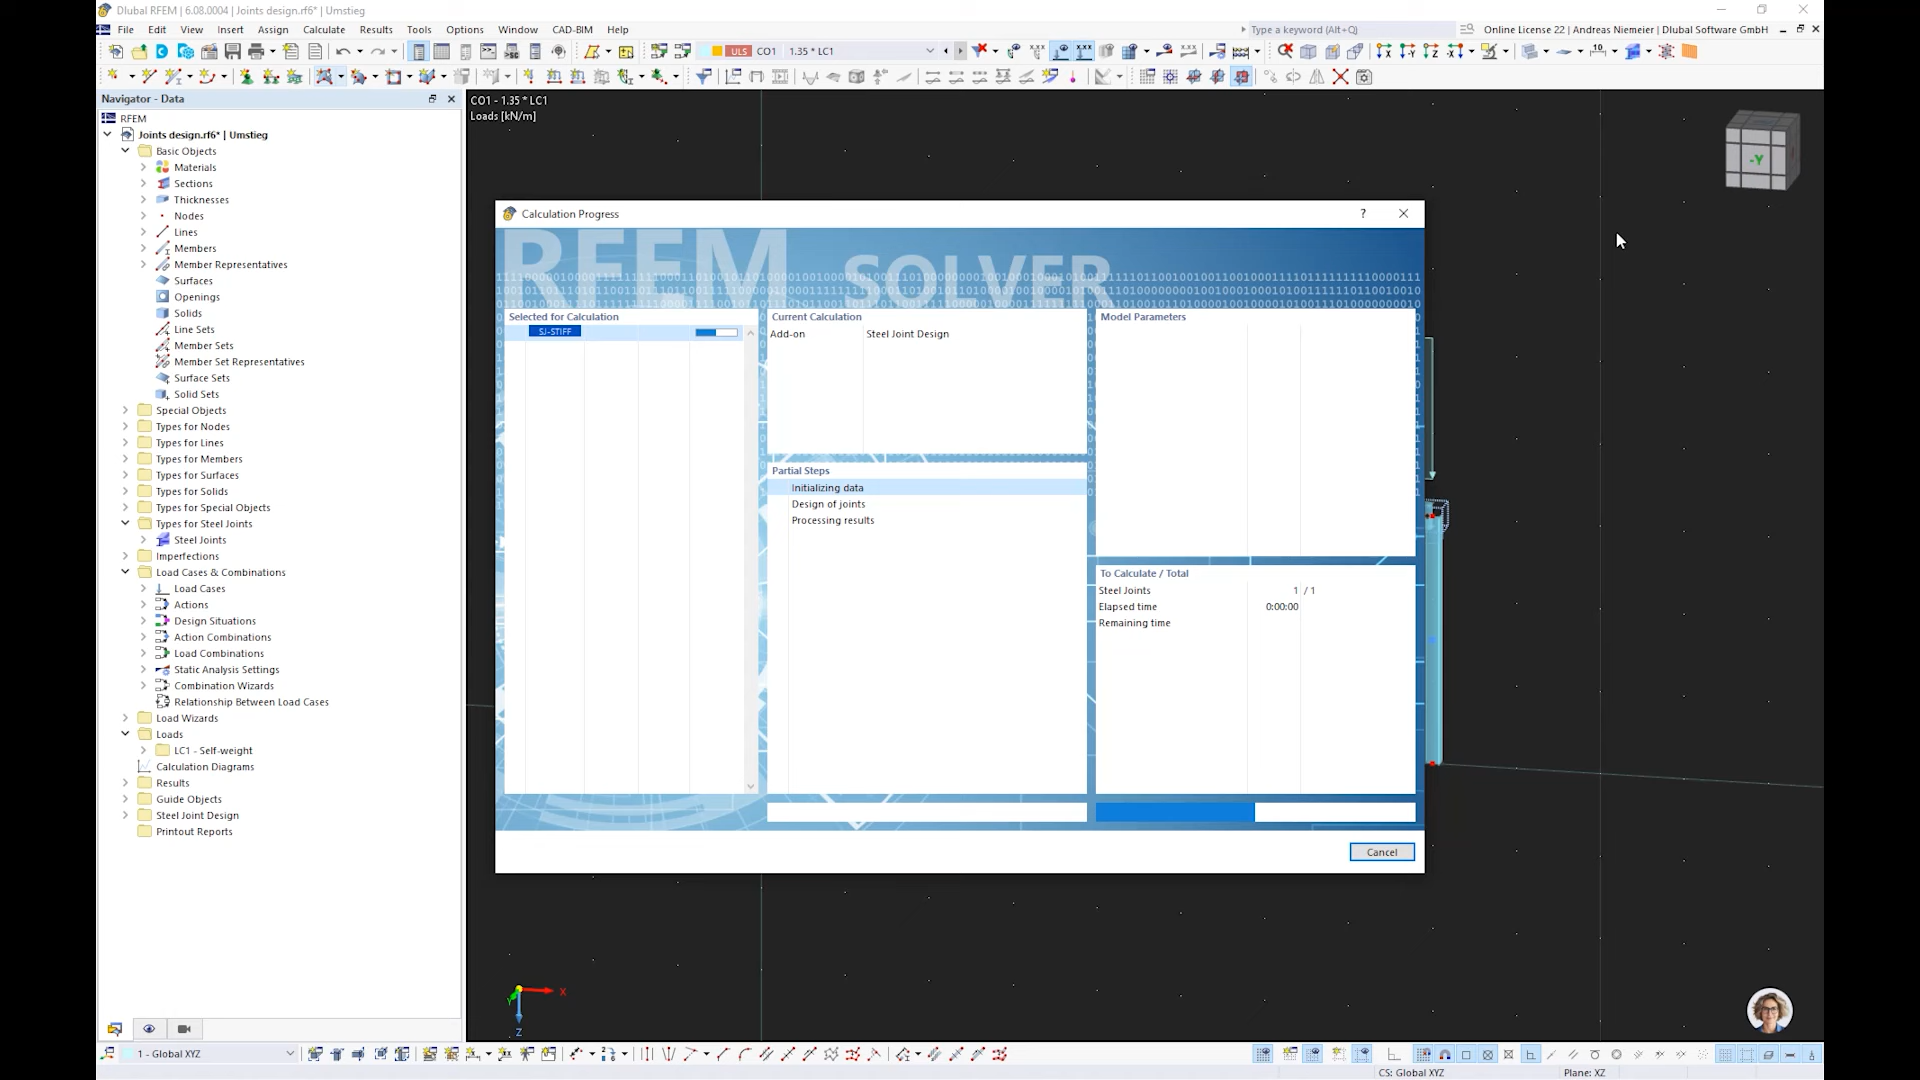 Dlubal RFEM | 6.08.0004 | Joints design.rf6* | Umstieg
File Edit View Insert Assign Calculate Results Tools Options Window CAD-BIM Help
Type a keyword (Alt+Q)
Online License 22 | Andreas Niemeier | Dlubal Software GmbH
ULS CO1 1.35 * LC1
Navigator - Data
RFEM
Joints design.rf6* | Umstieg
Basic Objects
Materials
Sections
Thicknesses
Nodes
Lines
Members
Member Representatives
Surfaces
Openings
Solids
Line Sets
Member Sets
Member Set Representatives
Surface Sets
Solid Sets
Special Objects
Types for Nodes
Types for Lines
Types for Members
Types for Surfaces
Types for Solids
Types for Special Objects
Types for Steel Joints
Steel Joints
Imperfections
Load Cases & Combinations
Load Cases
Actions
Design Situations
Action Combinations
Load Combinations
Static Analysis Settings
Combination Wizards
Relationship Between Load Cases
Load Wizards
Loads
LC1 - Self-weight
Calculation Diagrams
Results
Guide Objects
Steel Joint Design
Printout Reports
CO1 - 1.35 * LC1
Loads [kN/m]
-Y
Calculation Progress
?
RFEM SOLVER
Selected for Calculation
SJ-STIFF
Current Calculation
Add-on Steel Joint Design
Partial Steps
Initializing data
Design of joints
Processing results
Model Parameters
To Calculate / Total
Steel Joints 1 / 1
Elapsed time 0:00:00
Remaining time
Cancel
X
Y
Z
1 - Global XYZ
CS: Global XYZ
Plane: XZ